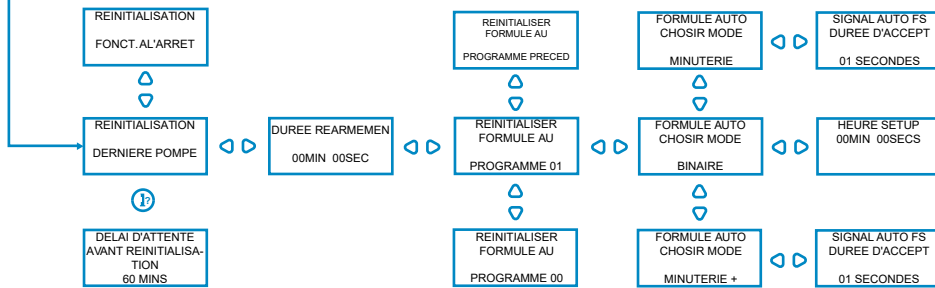 REINITIALISATION
FONCT.AL'ARRET
REINITIALISER
FORMULE AU
PROGRAMME PRECED
FORMULE AUTO
CHOSIR MODE
MINUTERIE
SIGNAL AUTO FS
DUREE D'ACCEPT
01 SECONDES
REINITIALISATION
DERNIERE POMPE
DUREE REARMEMEN
00MIN 00SEC
REINITIALISER
FORMULE AU
PROGRAMME 01
FORMULE AUTO
CHOSIR MODE
BINAIRE
HEURE SETUP
00MIN 00SECS
?
DELAI D'ATTENTE
AVANT REINITIALISA-
TION
60 MINS
REINITIALISER
FORMULE AU
PROGRAMME 00
FORMULE AUTO
CHOSIR MODE
MINUTERIE +
SIGNAL AUTO FS
DUREE D'ACCEPT
01 SECONDES